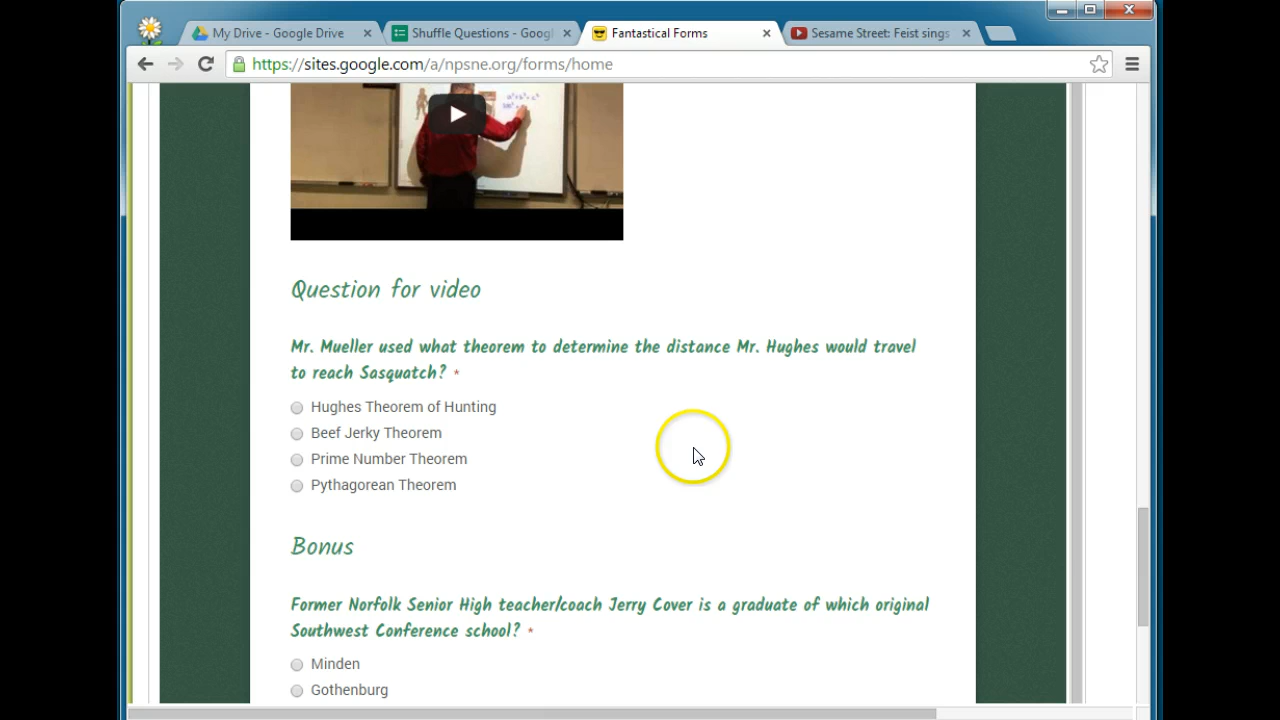 My Drive - Google Drive
Shuffle Questions - Googl
Fantastical Forms
Sesame Street: Feist sings
https://sites.google.com/a/npsne.org/forms/home
Question for video
Mr. Mueller used what theorem to determine the distance Mr. Hughes would travel
to reach Sasquatch? *
Hughes Theorem of Hunting
Beef Jerky Theorem
Prime Number Theorem
Pythagorean Theorem
Bonus
Former Norfolk Senior High teacher/coach Jerry Cover is a graduate of which original
Southwest Conference school? *
Minden
Gothenburg